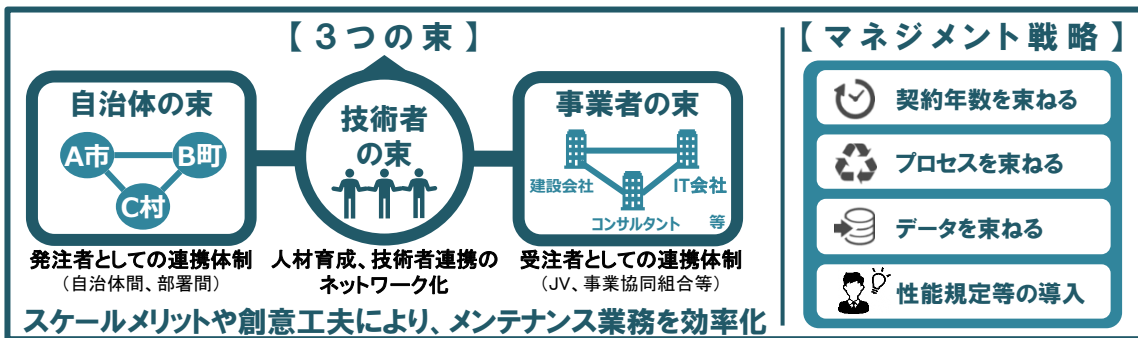 【３つの束】
自治体の束
A市
B町
C村
発注者としての連携体制
（自治体間、部署間）
技術者
の束
人材育成、技術者連携の
ネットワーク化
事業者の束
建設会社
IT会社
コンサルタント
等
受注者としての連携体制
（JV、事業協同組合等）
スケールメリットや創意工夫により、メンテナンス業務を効率化
【マネジメント戦略】
契約年数を束ねる
プロセスを束ねる
データを束ねる
性能規定等の導入